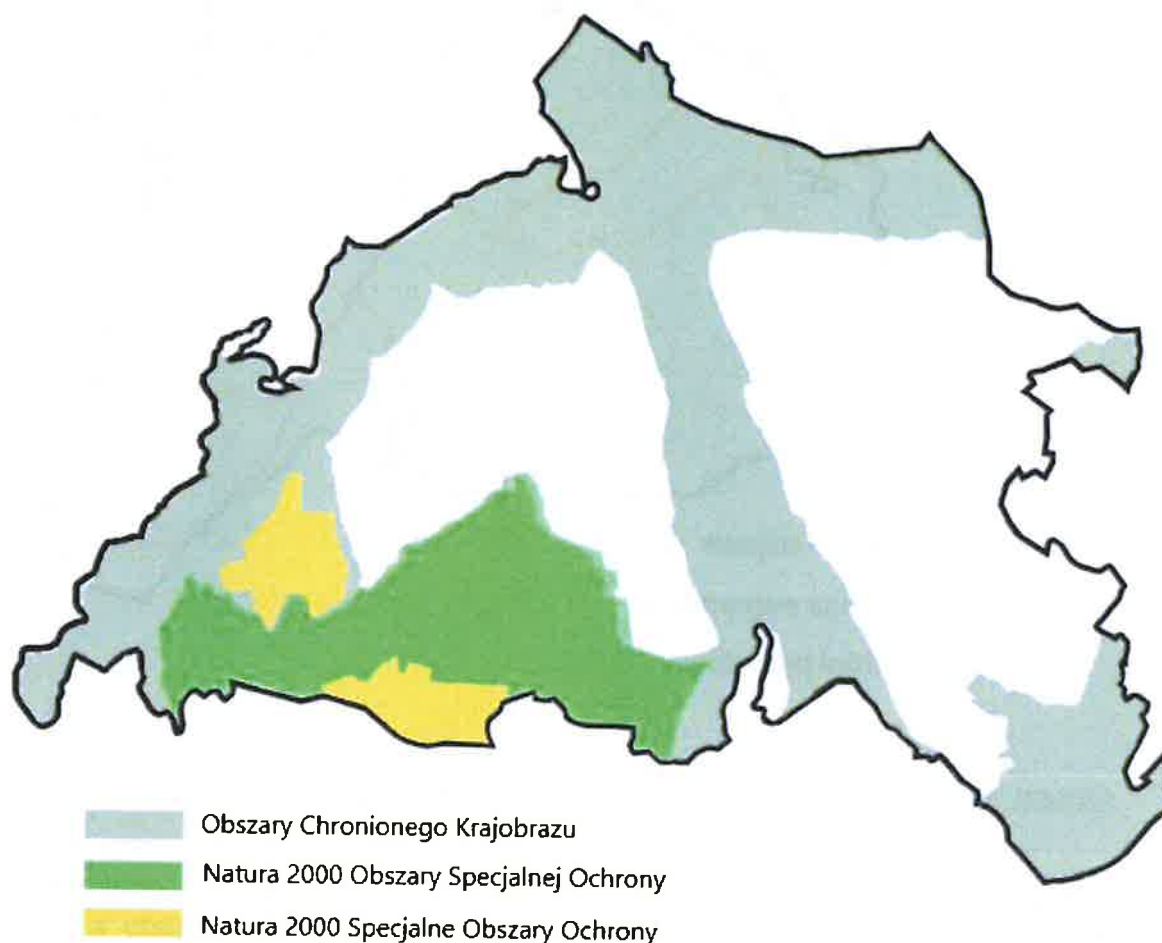 Obszary Chronionego Krajobrazu
Natura 2000 Obszary Specjalnej Ochrony
Natura 2000 Specjalne Obszary Ochrony